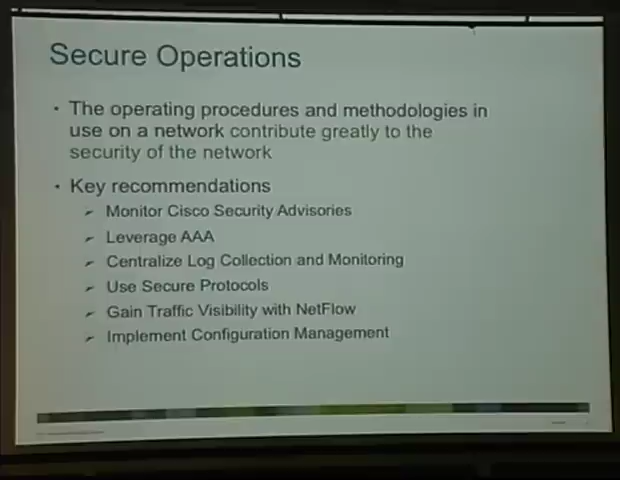 Secure Operations
• The operating procedures and methodologies in
use on a network contribute greatly to the
security of the network
• Key recommendations
➢ Monitor Cisco Security Advisories
➢ Leverage AAA
➢ Centralize Log Collection and Monitoring
➢ Use Secure Protocols
➢ Gain Traffic Visibility with NetFlow
➢ Implement Configuration Management